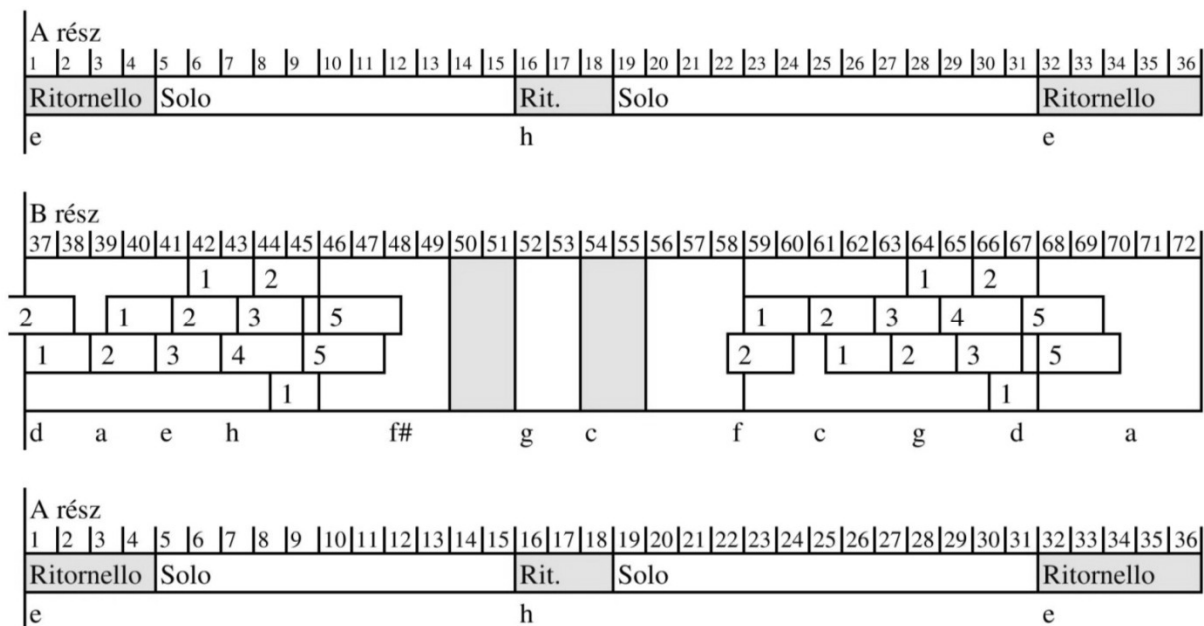 A rész
1 2 3 4 5 6 7 8 9 10 11 12 13 14 15 16 17 18 19 20 21 22 23 24 25 26 27 28 29 30 31 32 33 34 35 36
Ritornello Solo Rit. Solo Ritornello
e h e
B rész
37 38 39 40 41 42 43 44 45 46 47 48 49 50 51 52 53 54 55 56 57 58 59 60 61 62 63 64 65 66 67 68 69 70 71 72
1 2 1 2
2 1 2 3 5 1 2 3 4 5
1 2 3 4 5 2 1 2 3 5
1 1
d a e h f# g c f c g d a
A rész
1 2 3 4 5 6 7 8 9 10 11 12 13 14 15 16 17 18 19 20 21 22 23 24 25 26 27 28 29 30 31 32 33 34 35 36
Ritornello Solo Rit. Solo Ritornello
e h e